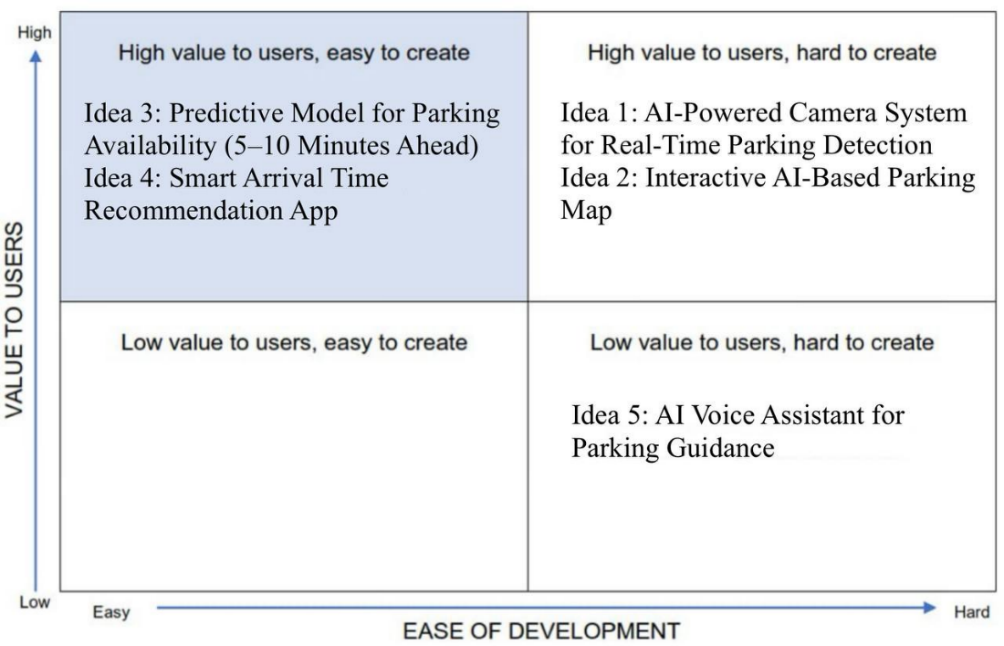 High
High value to users, easy to create
High value to users, hard to create
Idea 3: Predictive Model for Parking
Availability (5–10 Minutes Ahead)
Idea 4: Smart Arrival Time
Recommendation App
Idea 1: AI-Powered Camera System
for Real-Time Parking Detection
Idea 2: Interactive AI-Based Parking
Map
VALUE TO USERS
Low value to users, easy to create
Low value to users, hard to create
Idea 5: AI Voice Assistant for
Parking Guidance
Low
Easy
Hard
EASE OF DEVELOPMENT